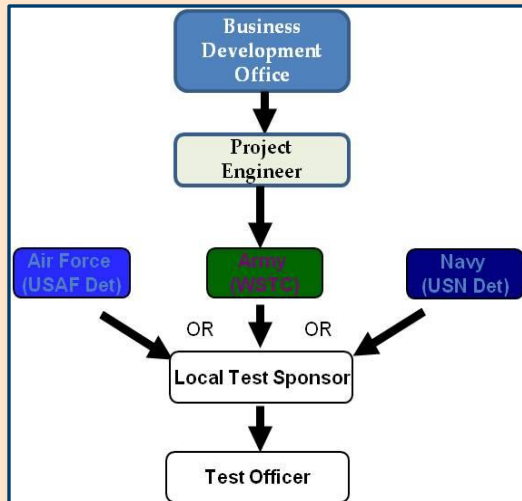 Business
Development
Office
Project
Engineer
Air Force
(USAF Det)
Army
(WSTC)
Navy
(USN Det)
OR
OR
Local Test Sponsor
Test Officer